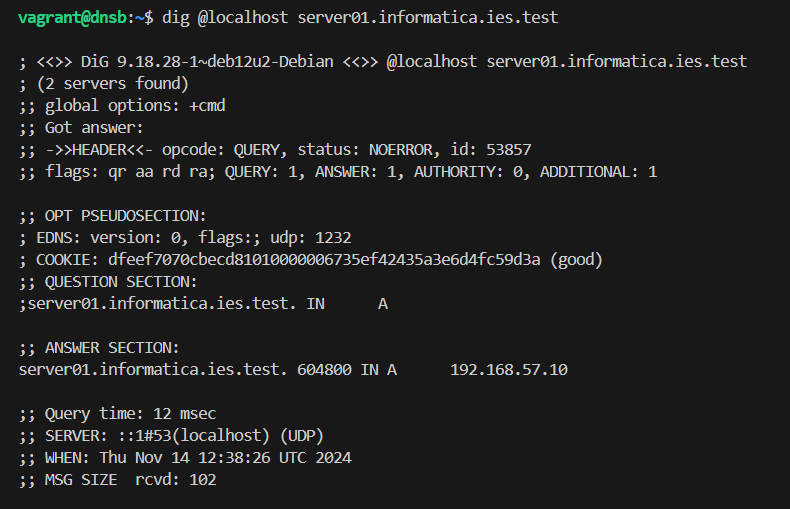 vagrant@dnsb:~$ dig @localhost server01.informatica.ies.test
; <<>> DiG 9.18.28-1~deb12u2-Debian <<>> @localhost server01.informatica.ies.test
; (2 servers found)
;; global options: +cmd
;; Got answer:
;; ->>HEADER<<- opcode: QUERY, status: NOERROR, id: 53857
;; flags: qr aa rd ra; QUERY: 1, ANSWER: 1, AUTHORITY: 0, ADDITIONAL: 1
;; OPT PSEUDOSECTION:
; EDNS: version: 0, flags:; udp: 1232
; COOKIE: dfeef7070cbecd81010000006735ef42435a3e6d4fc59d3a (good)
;; QUESTION SECTION:
;server01.informatica.ies.test. IN      A
;; ANSWER SECTION:
server01.informatica.ies.test. 604800 IN A      192.168.57.10
;; Query time: 12 msec
;; SERVER: ::1#53(localhost) (UDP)
;; WHEN: Thu Nov 14 12:38:26 UTC 2024
;; MSG SIZE  rcvd: 102